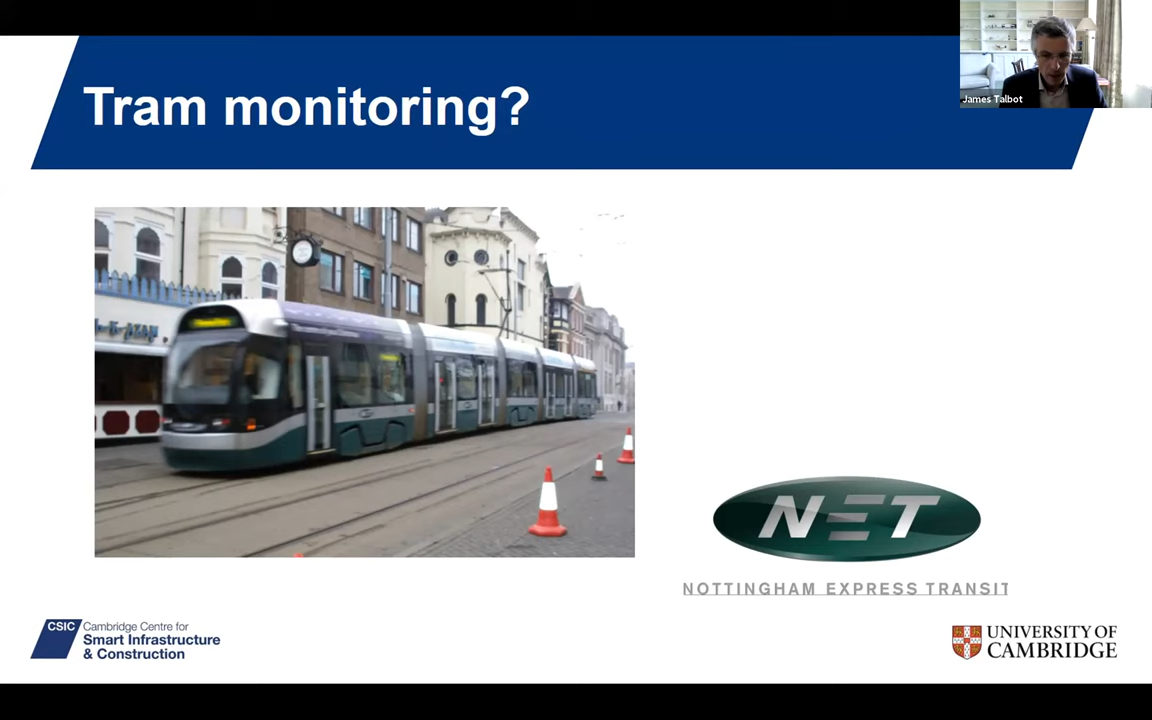 Tram monitoring?
James Talbot
NET
NOTTINGHAM EXPRESS TRANSIT
CSIC
Cambridge Centre for
Smart Infrastructure
& Construction
UNIVERSITY OF
CAMBRIDGE